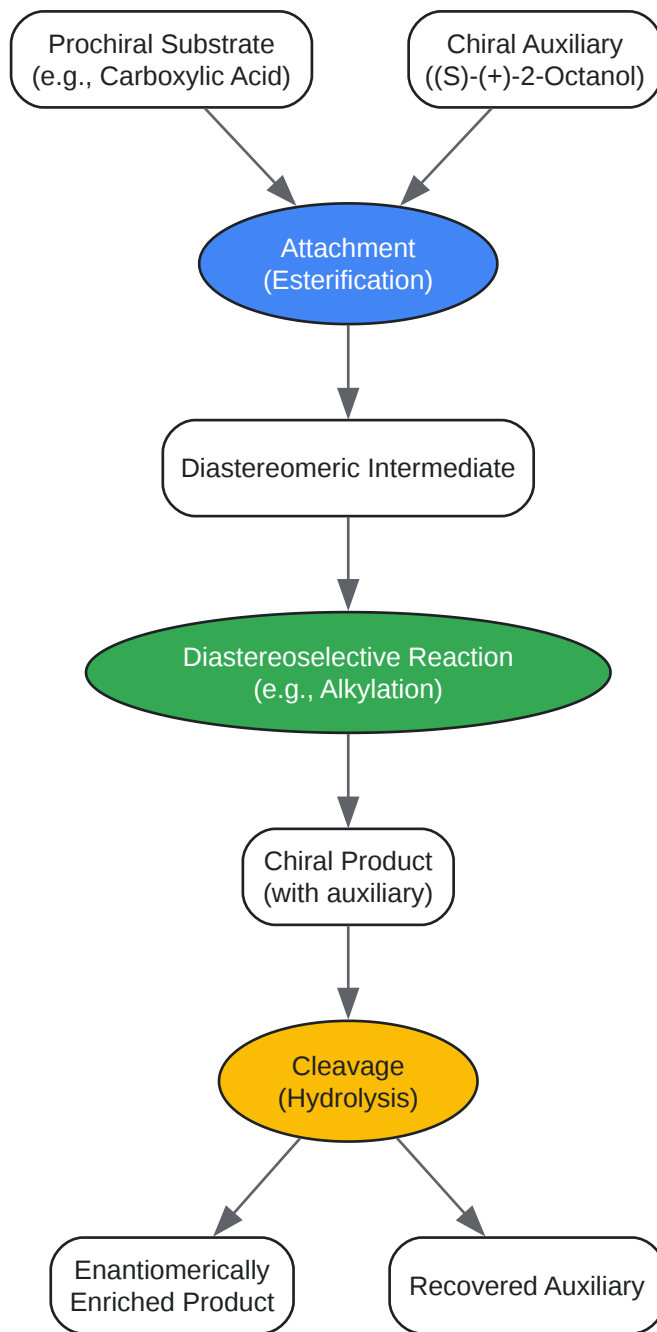 Prochiral Substrate
(e.g., Carboxylic Acid)
Chiral Auxiliary
((S)-(+)-2-Octanol)
Attachment
(Esterification)
Diastereomeric Intermediate
Diastereoselective Reaction
(e.g., Alkylation)
Chiral Product
(with auxiliary)
Cleavage
(Hydrolysis)
Enantiomerically
Enriched Product
Recovered Auxiliary